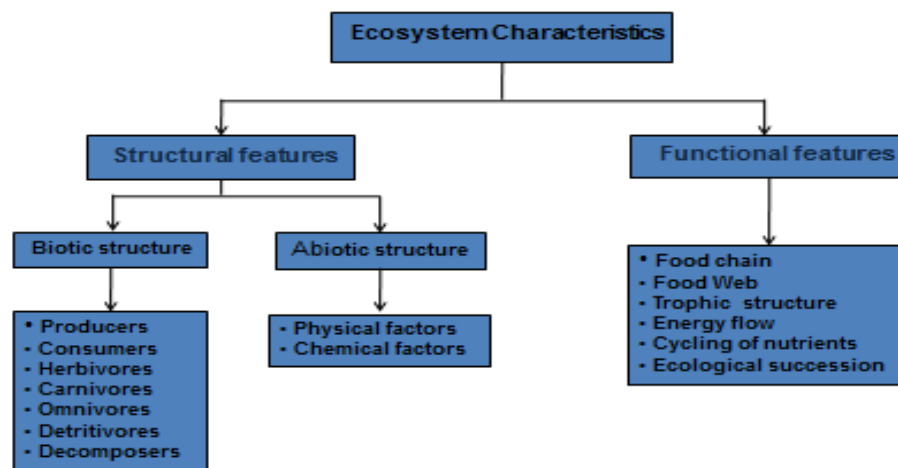 Ecosystem Characteristics
Structural features
Functional features
Biotic structure
Abiotic structure
• Producers
- Consumers
- Herbivores
- Carnivores
- Omnivores
- Detritivores
- Decomposers
- Physical factors
- Chemical factors
• Food chain
- Food Web
- Trophic structure
- Energy flow
- Cycling of nutrients
- Ecological succession